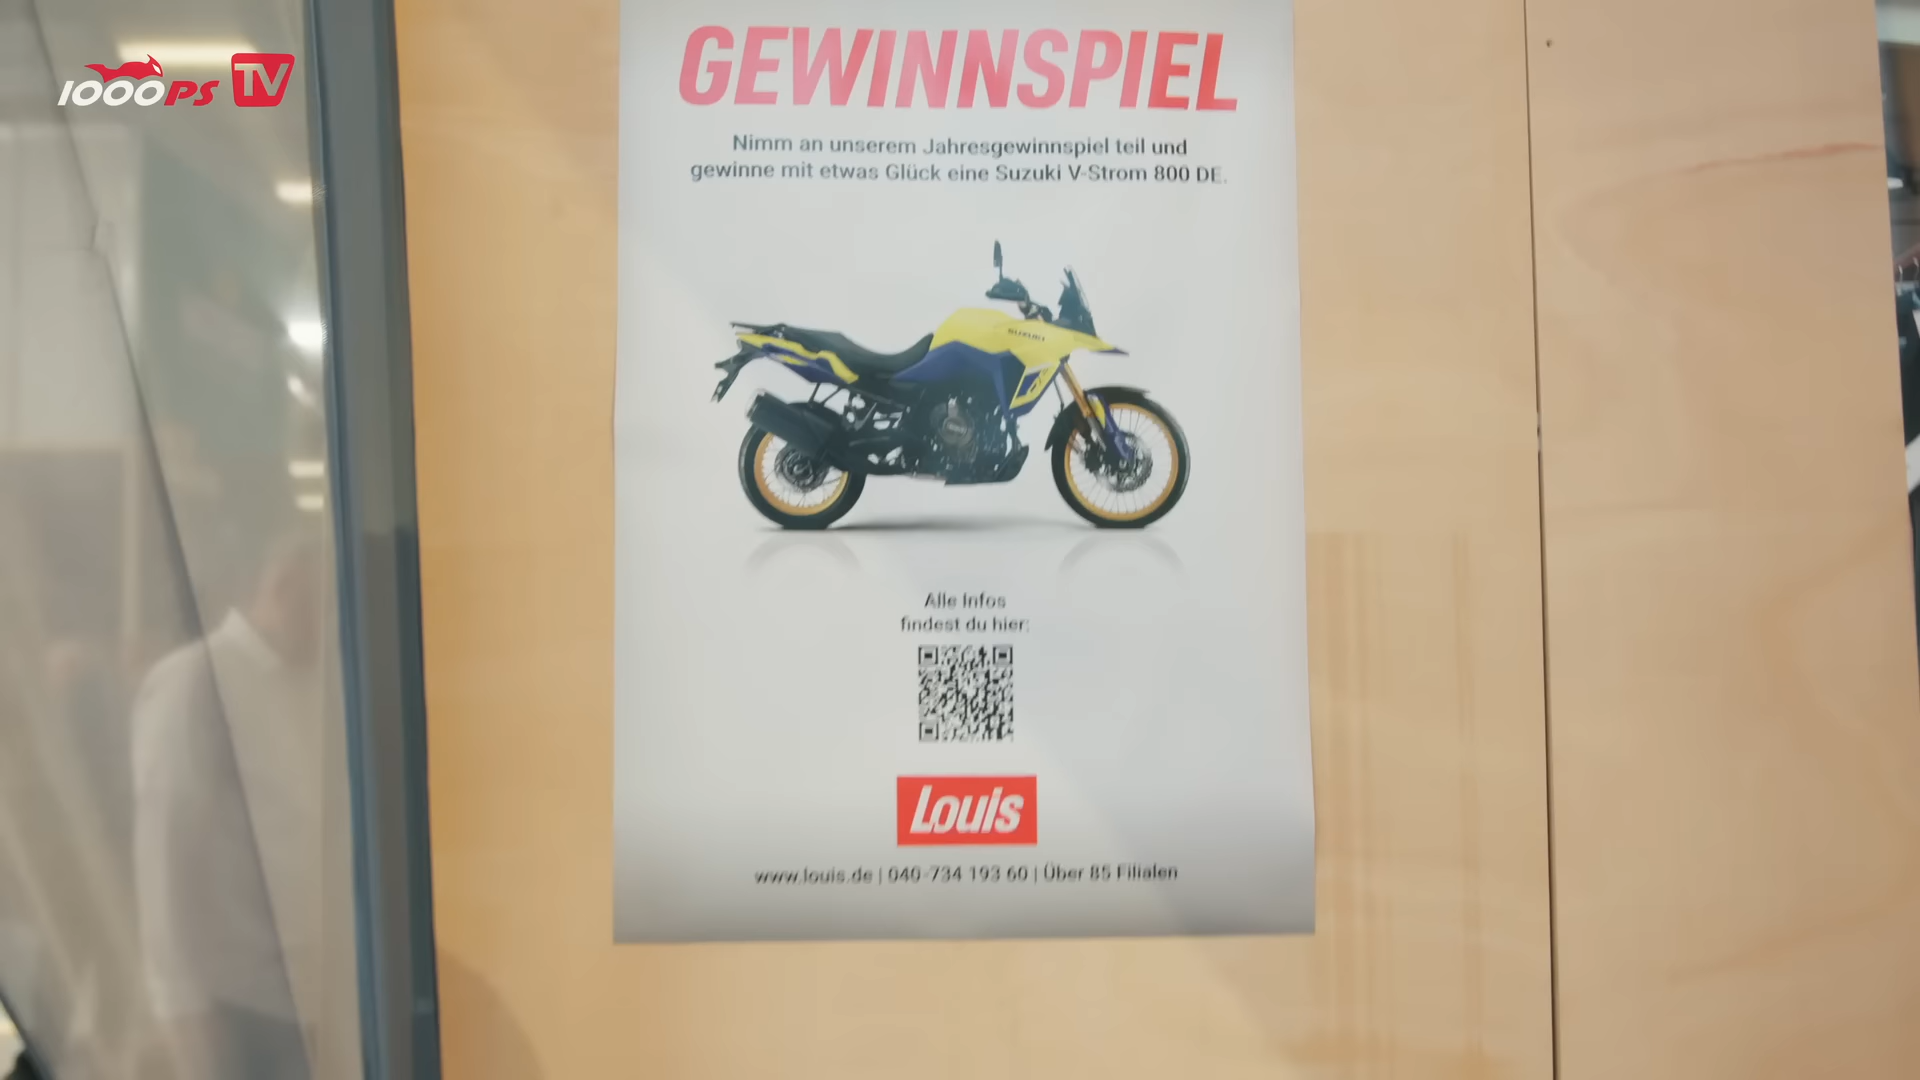 1000PS TV
GEWINNSPIEL
Nimm an unserem Jahresgewinnspiel teil und
gewinne mit etwas Glück eine Suzuki V-Strom 800 DE.
SUZUKI
Alle Infos
findest du hier:
Louis
www.louis.de | 040-734 193 60 | Über 85 Filialen